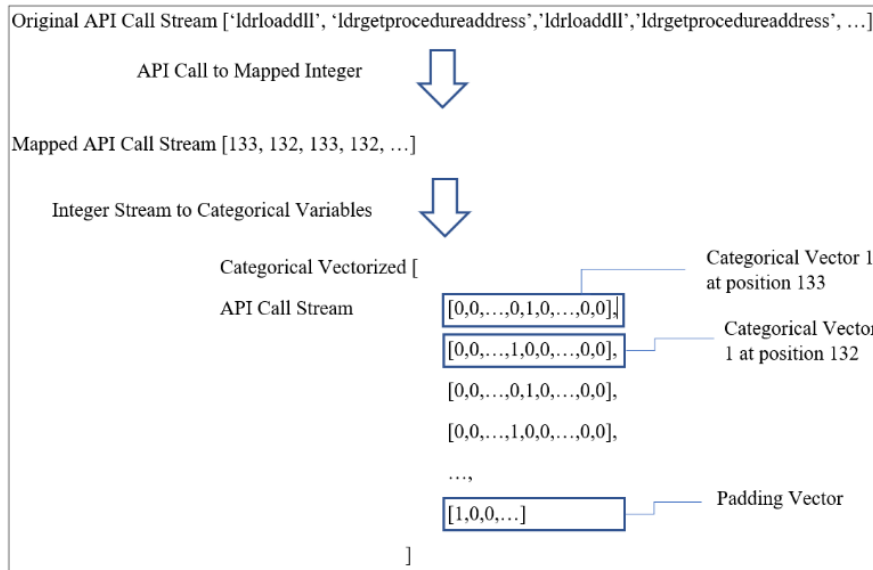 Original API Call Stream [‘ldrloaddll’, ‘ldrgetprocedureaddress’,’ldrloaddll’,’ldrgetprocedureaddress’, …]
API Call to Mapped Integer
Mapped API Call Stream [133, 132, 133, 132, …]
Integer Stream to Categorical Variables
Categorical Vectorized [
API Call Stream
[0,0,…,0,1,0,…,0,0],
Categorical Vector 1
at position 133
[0,0,…,1,0,0,…,0,0],
Categorical Vector
1 at position 132
[0,0,…,0,1,0,…,0,0],
[0,0,…,1,0,0,…,0,0],
…,
[1,0,0,…]
Padding Vector
]